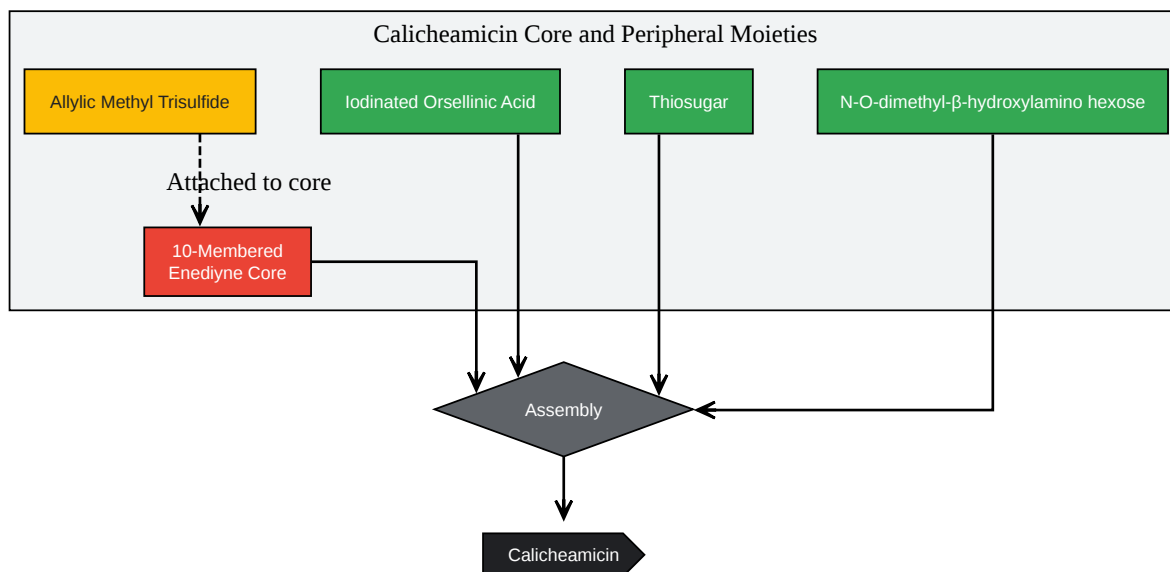 Calicheamicin Core and Peripheral Moieties
Allylic Methyl Trisulfide
Iodinated Orsellinic Acid
Thiosugar
N-O-dimethyl-β-hydroxylamino hexose
Attached to core
10-Membered
Enediyne Core
Assembly
Calicheamicin